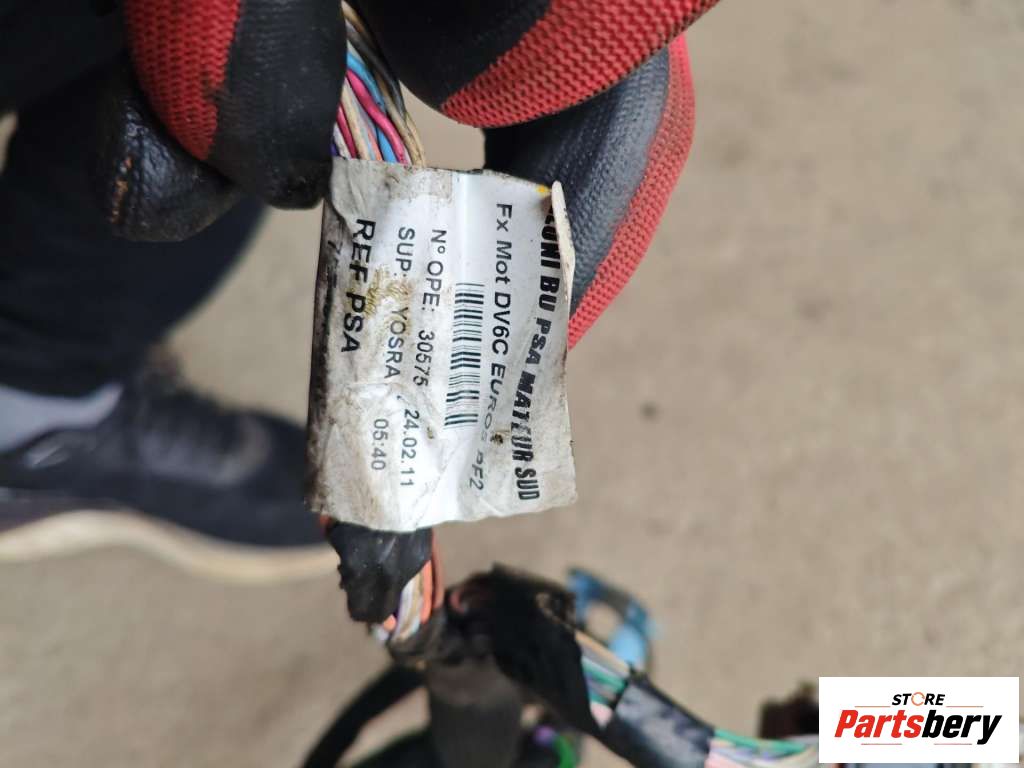 BU PSA MATEUR SUD
Fx Mot DV6C EURO5
N° OPE: 30575
SUP: YOSRA 24.02.11
05:40
REF PSA
STORE
Partsbery